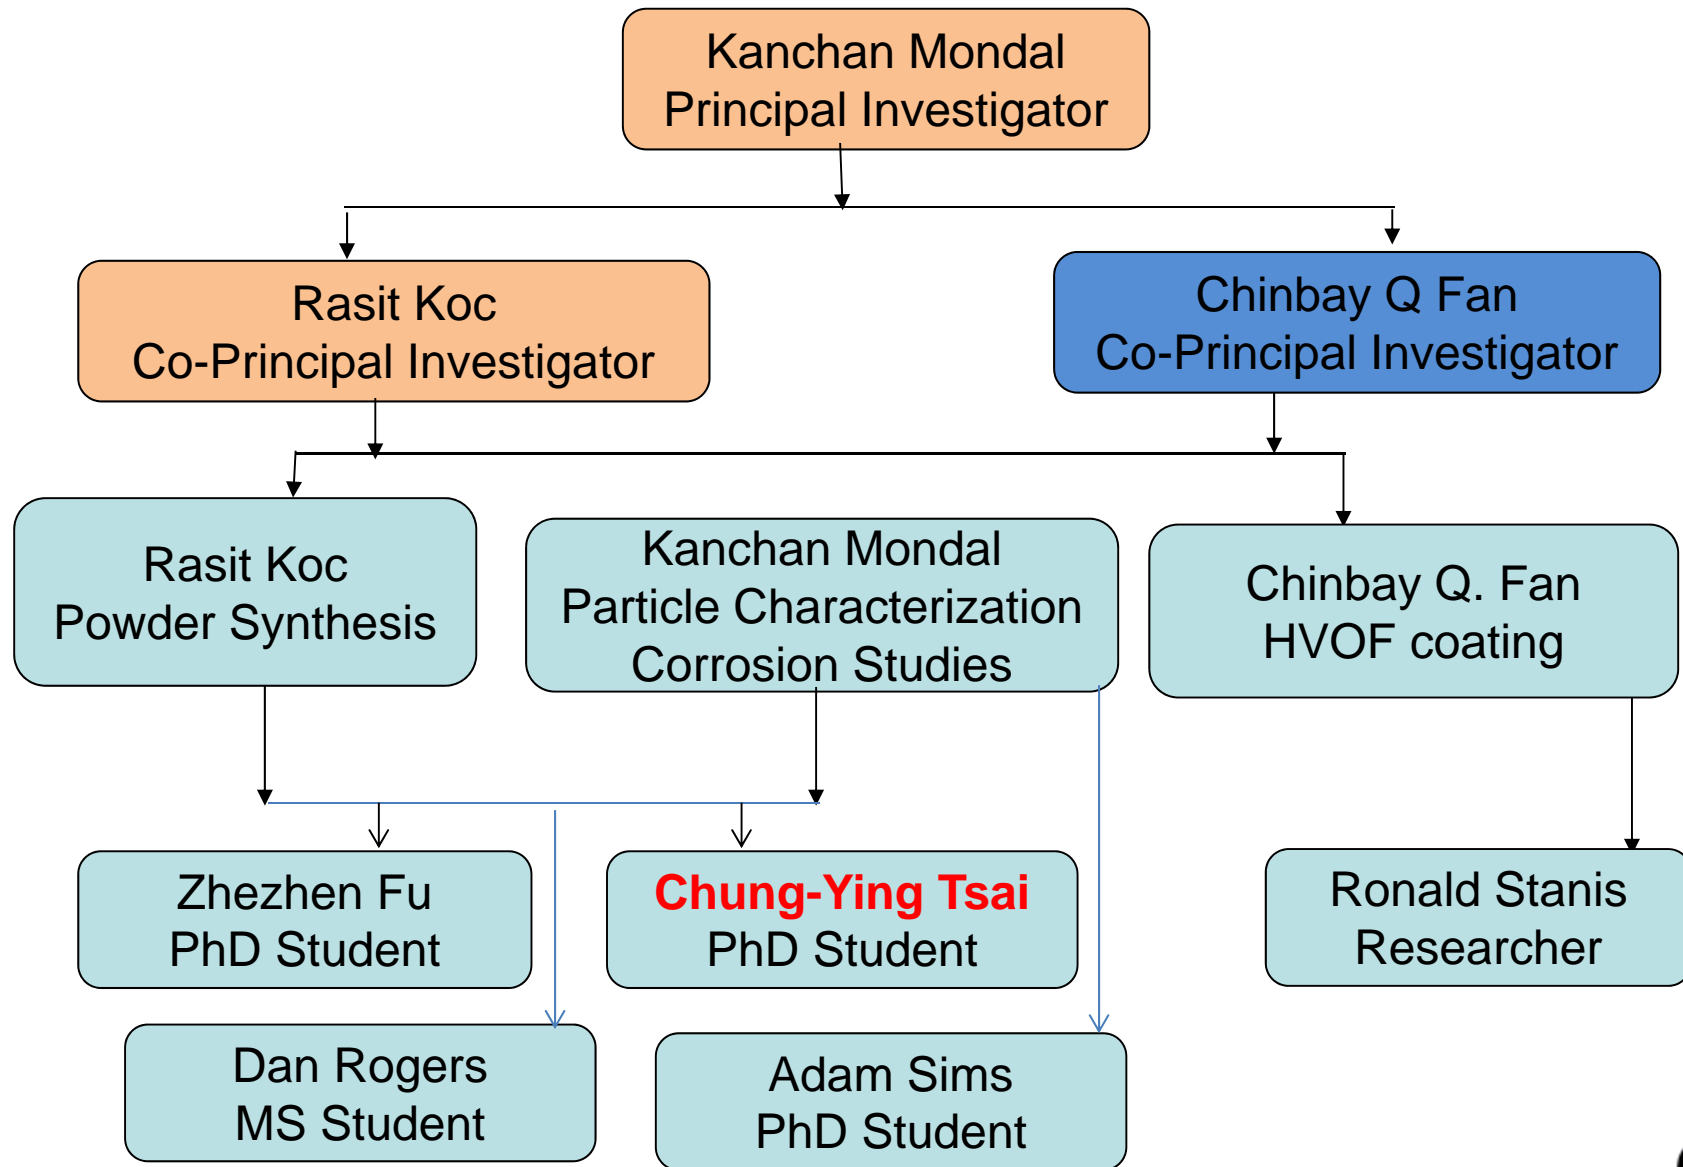 Kanchan Mondal
Principal Investigator
Rasit Koc
Co-Principal Investigator
Chinbay Q Fan
Co-Principal Investigator
Rasit Koc
Powder Synthesis
Kanchan Mondal
Particle Characterization
Corrosion Studies
Chinbay Q. Fan
HVOF coating
Zhezhen Fu
PhD Student
Chung-Ying Tsai
PhD Student
Ronald Stanis
Researcher
Dan Rogers
MS Student
Adam Sims
PhD Student